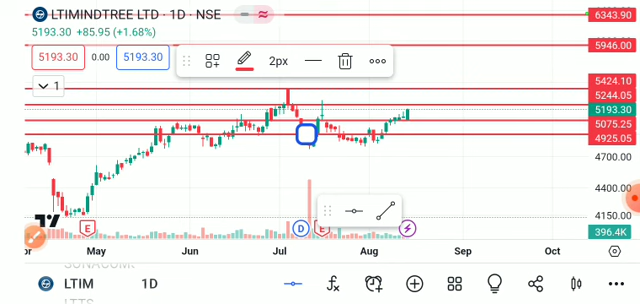 LTIMINDTREE LTD · 1D · NSE
5193.30 +85.95 (+1.68%)
5193.30 0.00 5193.30
2px
1
6343.90
5946.00
5424.10
5244.05
5193.30
5075.25
4925.05
4700.00
4400.00
4150.00
396.4K
E D E
May Jun Jul Aug Sep Oct
LTIM 1D